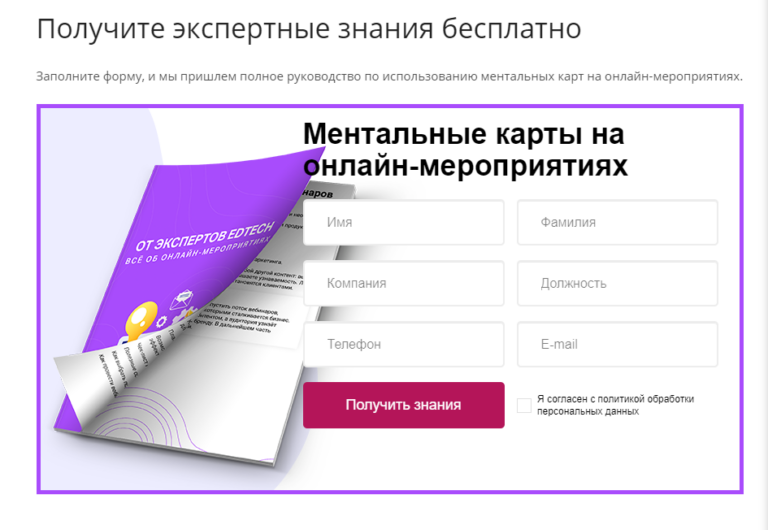 Получите экспертные знания бесплатно
Заполните форму, и мы пришлем полное руководство по использованию ментальных карт на онлайн-мероприятиях.
Ментальные карты на
онлайн-мероприятиях
ОТ ЭКСПЕРТОВ EDTECH
ВСЁ ОБ ОНЛАЙН-МЕРОПРИЯТИЯХ
Имя
Фамилия
Компания
Должность
Телефон
E-mail
Получить знания
Я согласен с политикой обработки
персональных данных